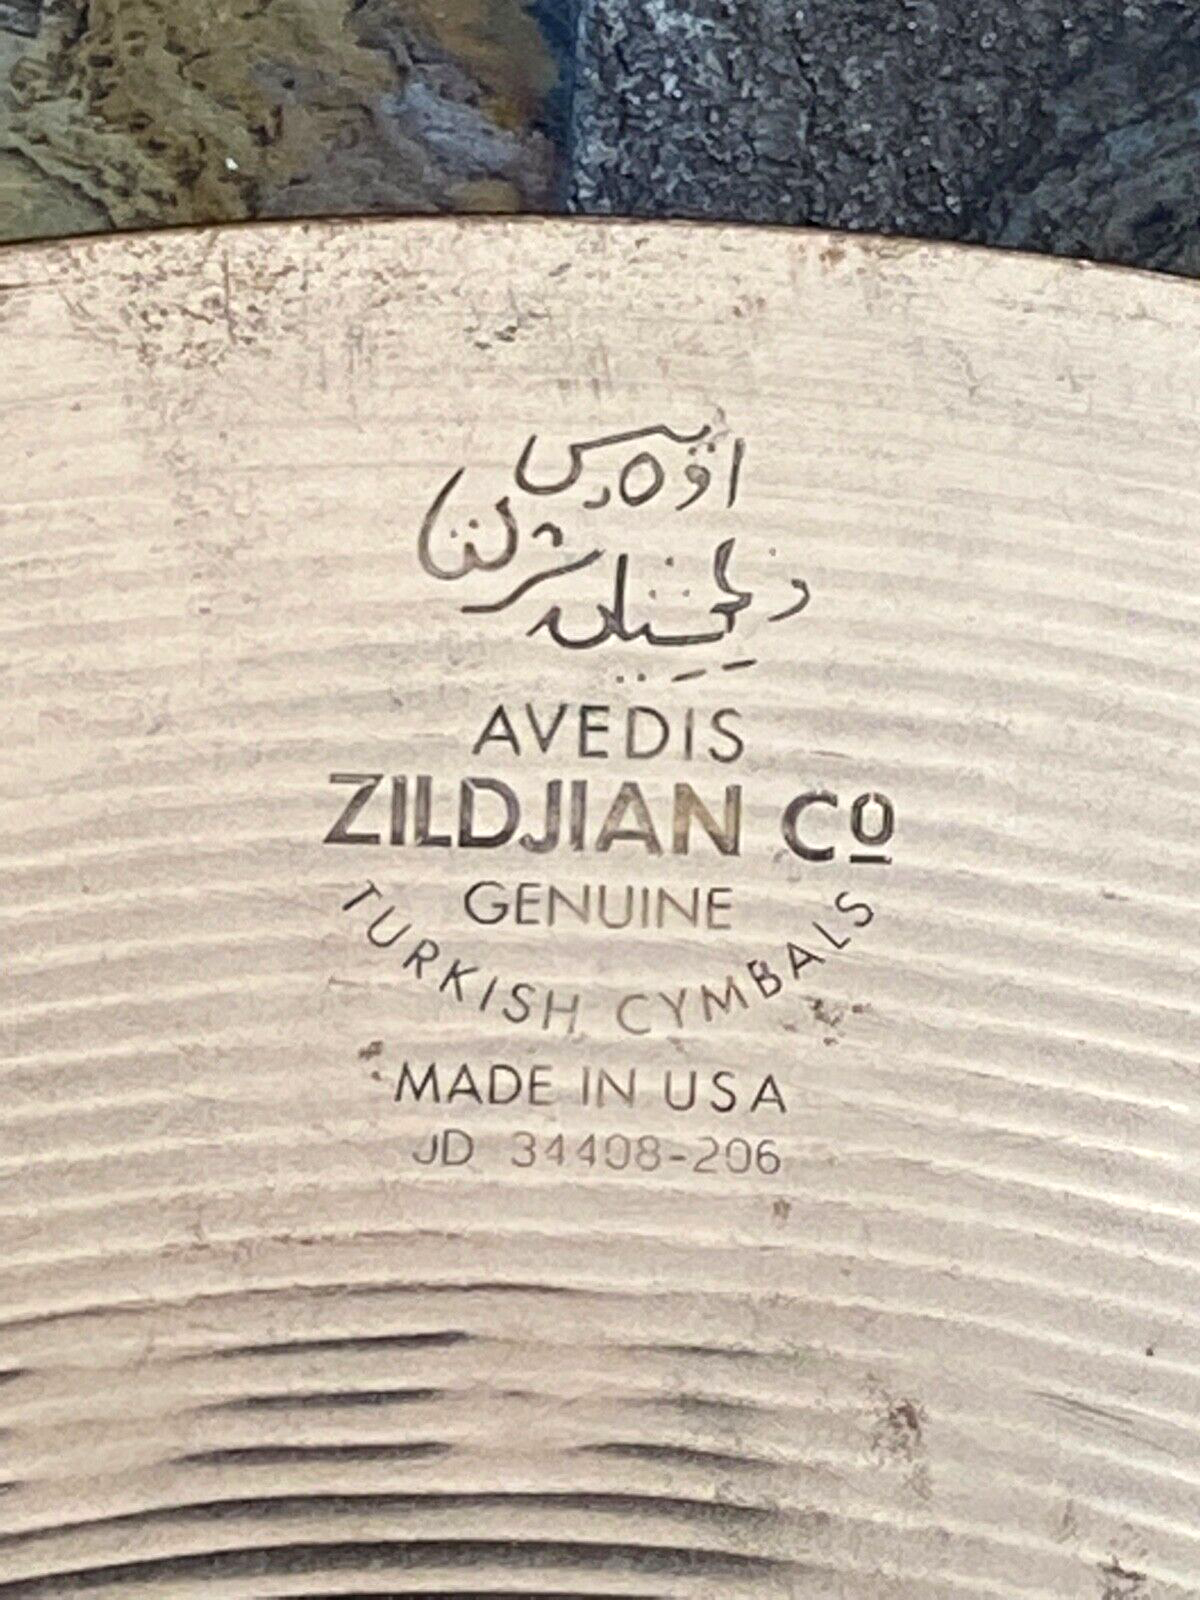 AVEDIS
ZILDJIAN Cº
GENUINE
TURKISH CYMBALS
MADE IN USA
JD 34408-206